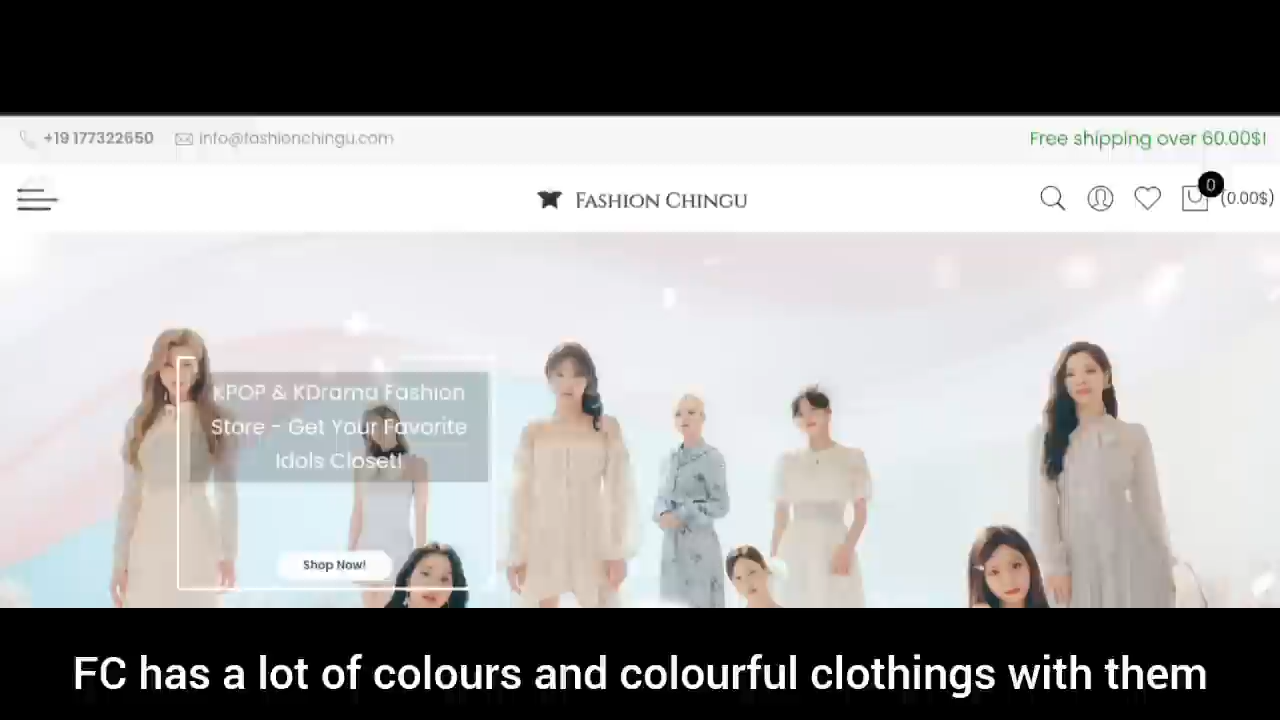 +19 177322650 info@fashionchingu.com Free shipping over 60.00$!
FASHION CHINGU 0 (0.00$)
KPOP & KDrama Fashion
Store - Get Your Favorite
Idols Closet!
Shop Now!
FC has a lot of colours and colourful clothings with them